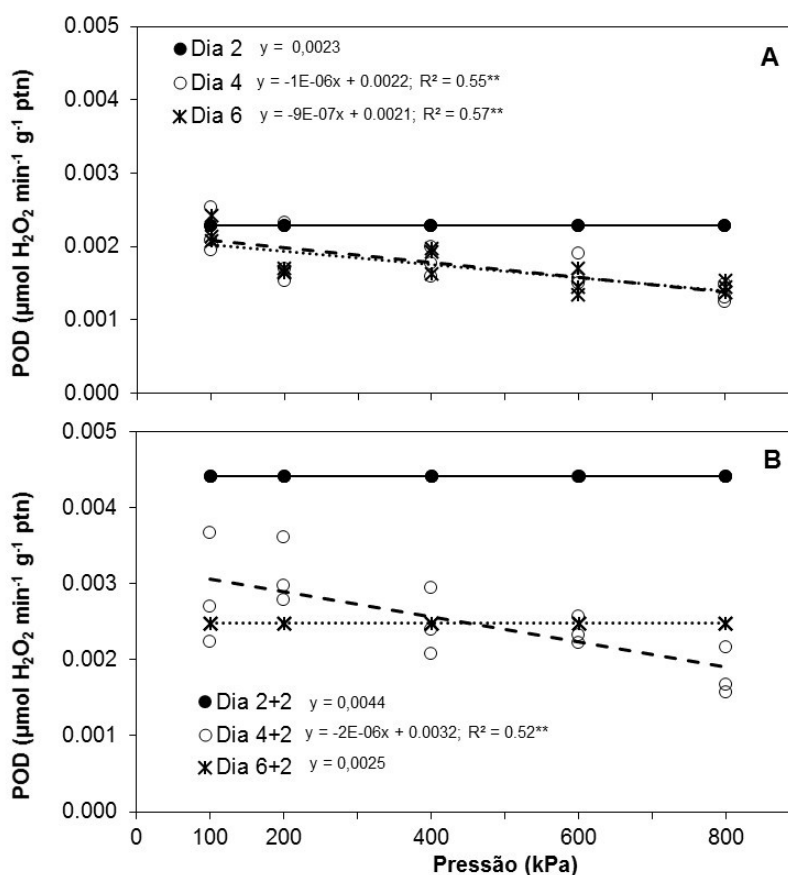 A
POD (µmol H₂O₂ min⁻¹ g⁻¹ ptn)
0.005
0.004
0.003
0.002
0.001
0.000
Dia 2 y = 0,0023
Dia 4 y = -1E-06x + 0.0022; R² = 0.55**
Dia 6 y = -9E-07x + 0.0021; R² = 0.57**
B
POD (µmol H₂O₂ min⁻¹ g⁻¹ ptn)
0.005
0.004
0.003
0.002
0.001
0.000
Dia 2+2 y = 0,0044
Dia 4+2 y = -2E-06x + 0.0032; R² = 0.52**
Dia 6+2 y = 0,0025
0 100 200 400 600 800
Pressão (kPa)